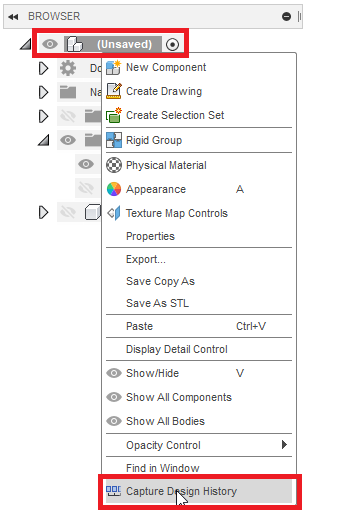 BROWSER
(Unsaved)
Do
Na
New Component
Create Drawing
Create Selection Set
Rigid Group
Physical Material
Appearance A
Texture Map Controls
Properties
Export...
Save Copy As
Save As STL
Paste Ctrl+V
Display Detail Control
Show/Hide V
Show All Components
Show All Bodies
Opacity Control
Find in Window
Capture Design History